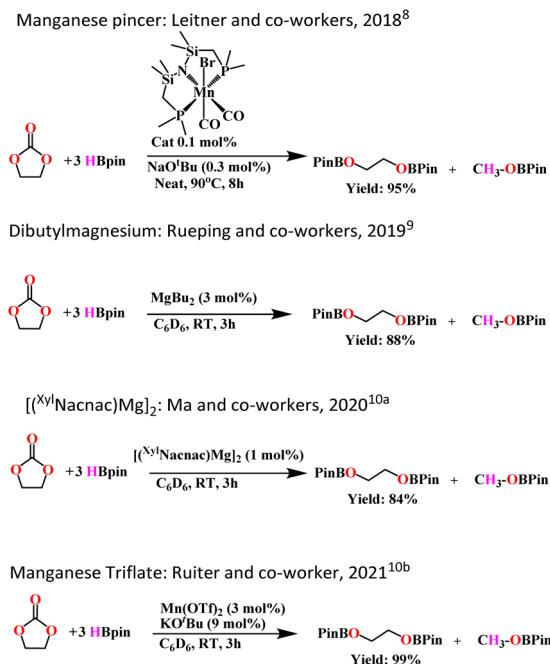 Manganese pincer: Leitner and co-workers, 2018⁸
Si
Br
Si
N
P
Mn
P
CO
CO
O
O O
+3 HBpin
Cat 0.1 mol%
NaOᵗBu (0.3 mol%)
Neat, 90ᵒC, 8h
PinBO
OBPin
+ CH₃-OBPin
Yield: 95%
Dibutylmagnesium: Rueping and co-workers, 2019⁹
O
O O
+3 HBpin
MgBu₂ (3 mol%)
C₆D₆, RT, 3h
PinBO
OBPin
+ CH₃-OBPin
Yield: 88%
[(ˣʸˡNacnac)Mg]₂: Ma and co-workers, 2020¹⁰ᵃ
O
O O
+3 HBpin
[(ˣʸˡNacnac)Mg]₂ (1 mol%)
C₆D₆, RT, 3h
PinBO
OBPin
+ CH₃-OBPin
Yield: 84%
Manganese Triflate: Ruiter and co-worker, 2021¹⁰ᵇ
O
O O
+3 HBpin
Mn(OTf)₂ (3 mol%)
KOᵗBu (9 mol%)
C₆D₆, RT, 3h
PinBO
OBPin
+ CH₃-OBPin
Yield: 99%